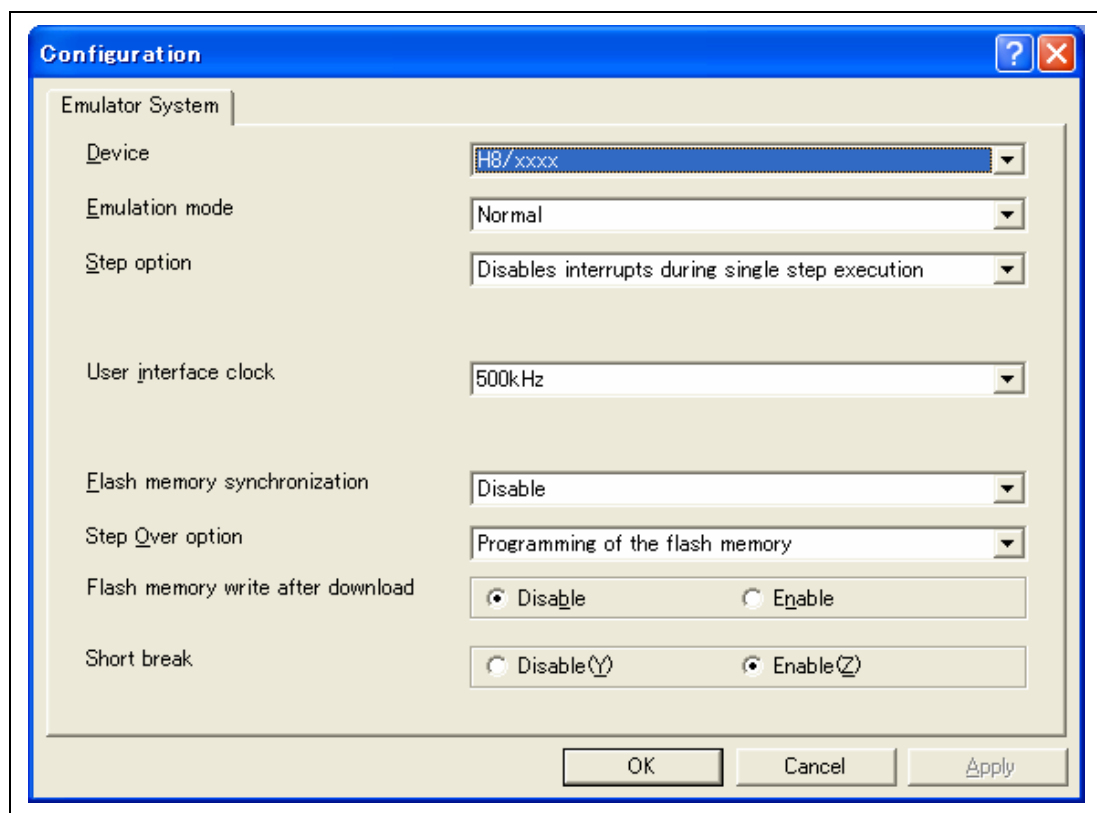 Configuration
Emulator System
Device H8/xxxx
Emulation mode Normal
Step option Disables interrupts during single step execution
User interface clock 500kHz
Flash memory synchronization Disable
Step Over option Programming of the flash memory
Flash memory write after download Disable Enable
Short break Disable(Y) Enable(Z)
OK Cancel Apply